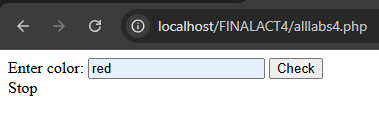 localhost/FINALACT4/alllabs4.php
Enter color: red Check
Stop